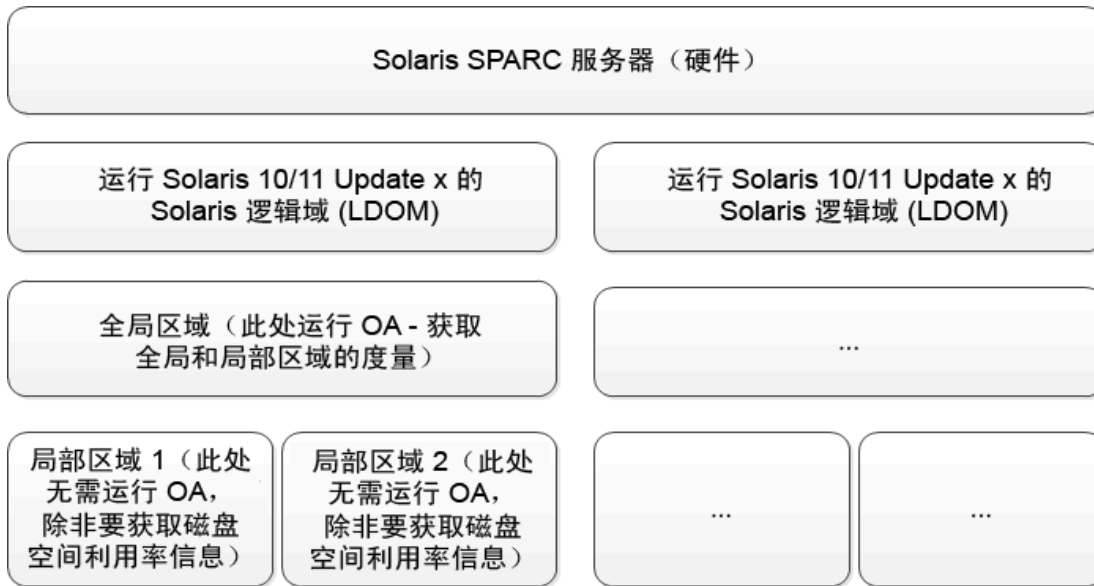 Solaris SPARC 服务器（硬件）
运行 Solaris 10/11 Update x 的
Solaris 逻辑域 (LDOM)
运行 Solaris 10/11 Update x 的
Solaris 逻辑域 (LDOM)
全局区域（此处运行 OA - 获取
全局和局部区域的度量）
...
局部区域 1（此处
无需运行 OA，
除非要获取磁盘
空间利用率信息）
局部区域 2（此处
无需运行 OA，
除非要获取磁盘
空间利用率信息）
...
...